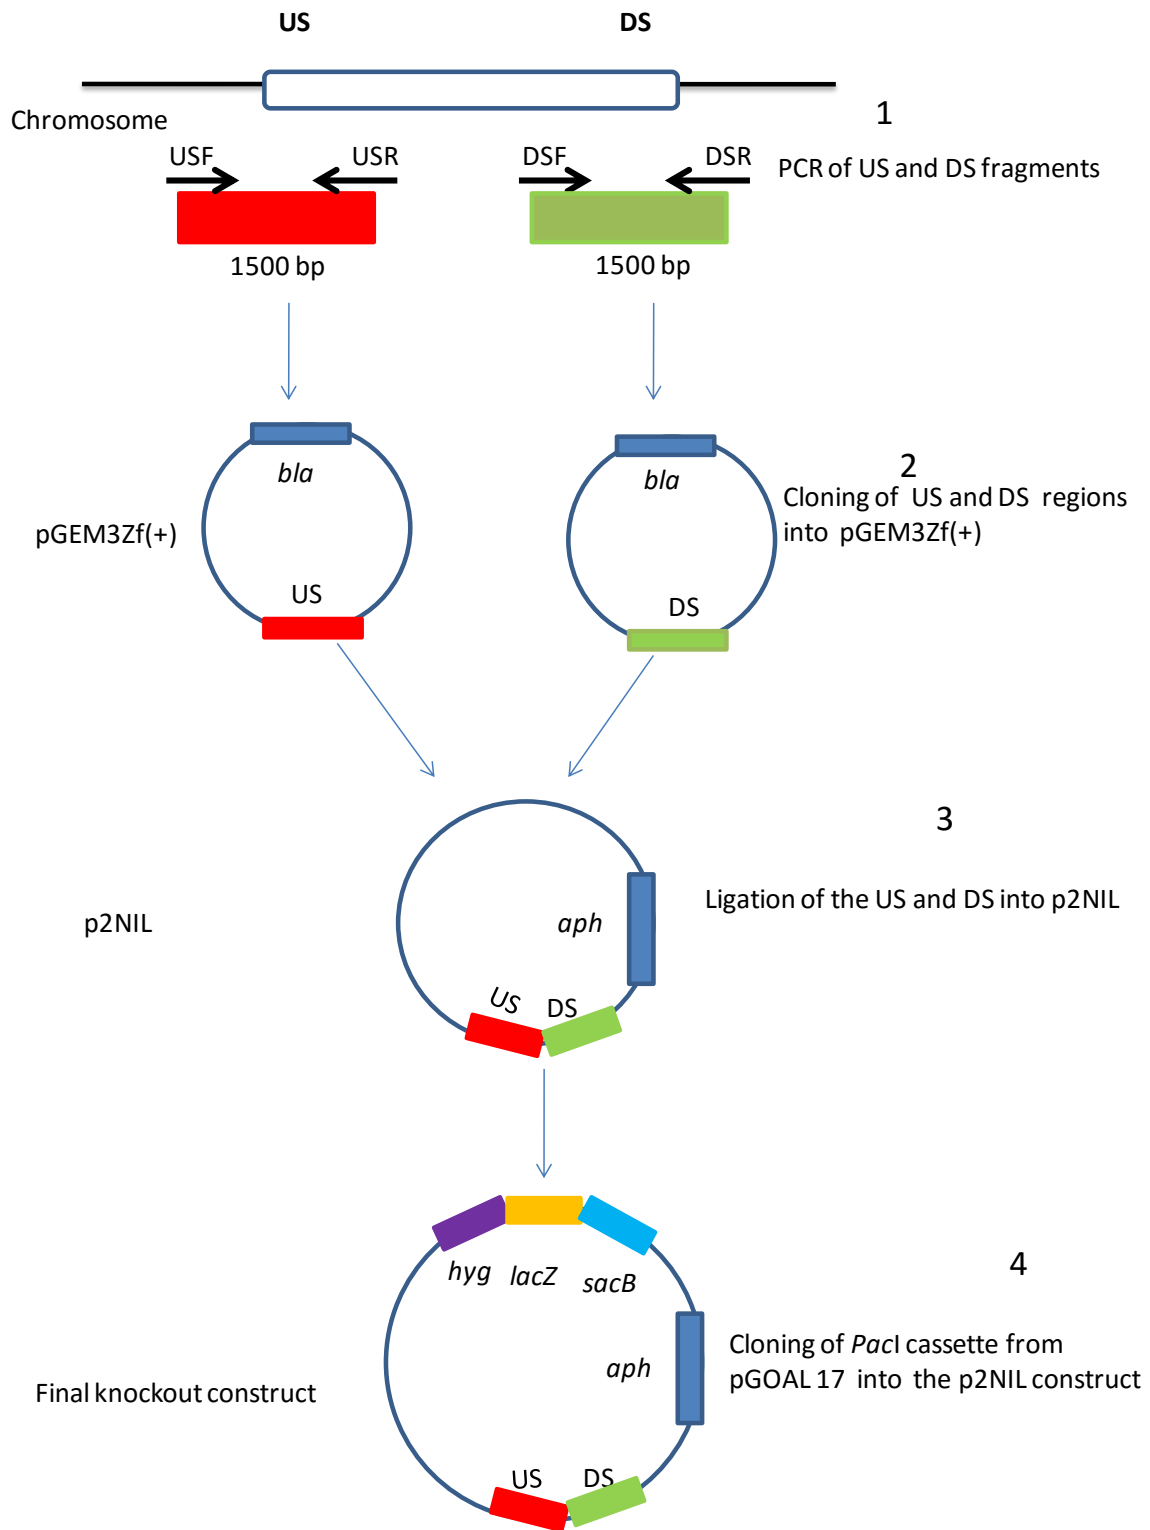 US DS
Chromosome
1
USF USR DSF DSR
PCR of US and DS fragments
1500 bp 1500 bp
bla bla
2
Cloning of US and DS regions
into pGEM3Zf(+)
pGEM3Zf(+)
US DS
3
Ligation of the US and DS into p2NIL
p2NIL
aph
US DS
hyg lacZ sacB
4
Cloning of PacI cassette from
pGOAL 17 into the p2NIL construct
aph
Final knockout construct
US DS